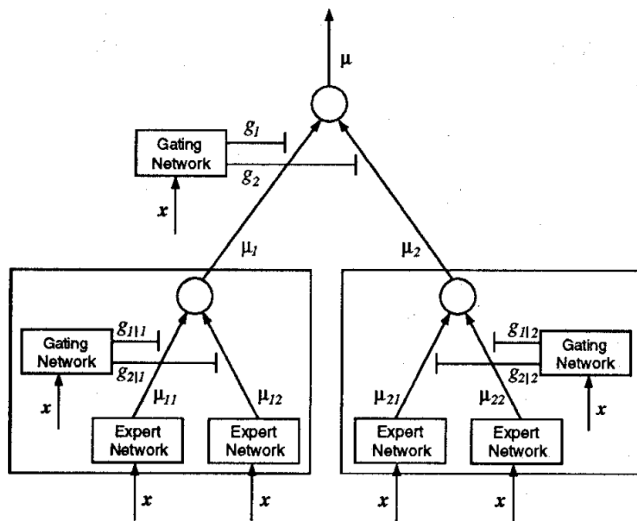 μ
g1
Gating
Network
g2
x
μ1
μ2
g1|1
Gating
Network
g2|1
x
μ11
μ12
Expert
Network
Expert
Network
x
x
g1|2
Gating
Network
g2|2
x
μ21
μ22
Expert
Network
Expert
Network
x
x